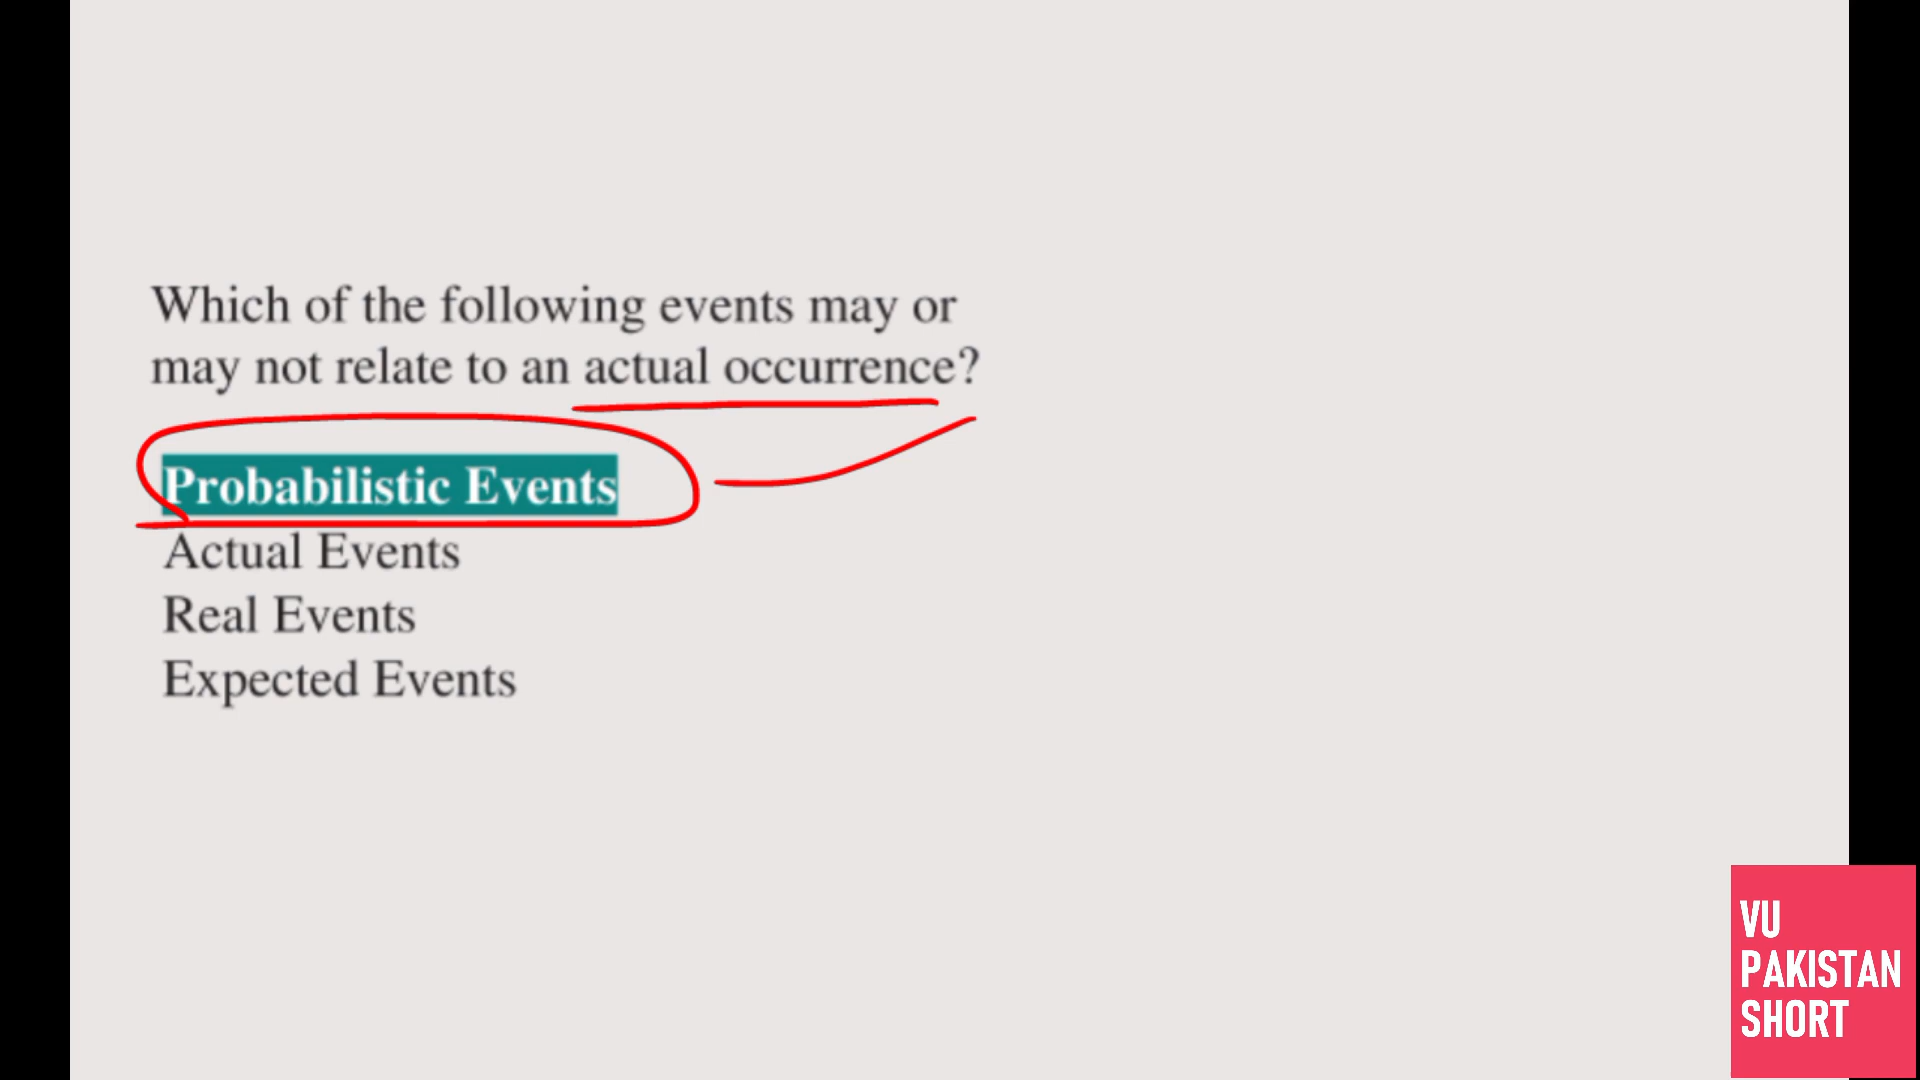 Which of the following events may or
may not relate to an actual occurrence?
Probabilistic Events
Actual Events
Real Events
Expected Events
VU
PAKISTAN
SHORT